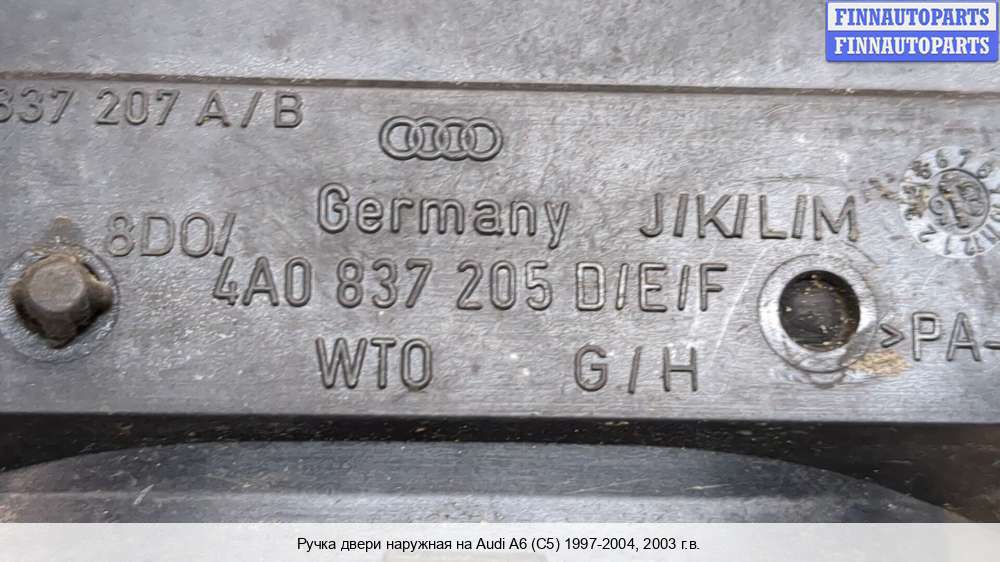 FINNAUTOPARTS
FINNAUTOPARTS
837 207 A/B
Germany J/K/L/M
8D0/
4A0 837 205 D/E/F
>PA-
WTO G/H
Ручка двери наружная на Audi A6 (C5) 1997-2004, 2003 г.в.